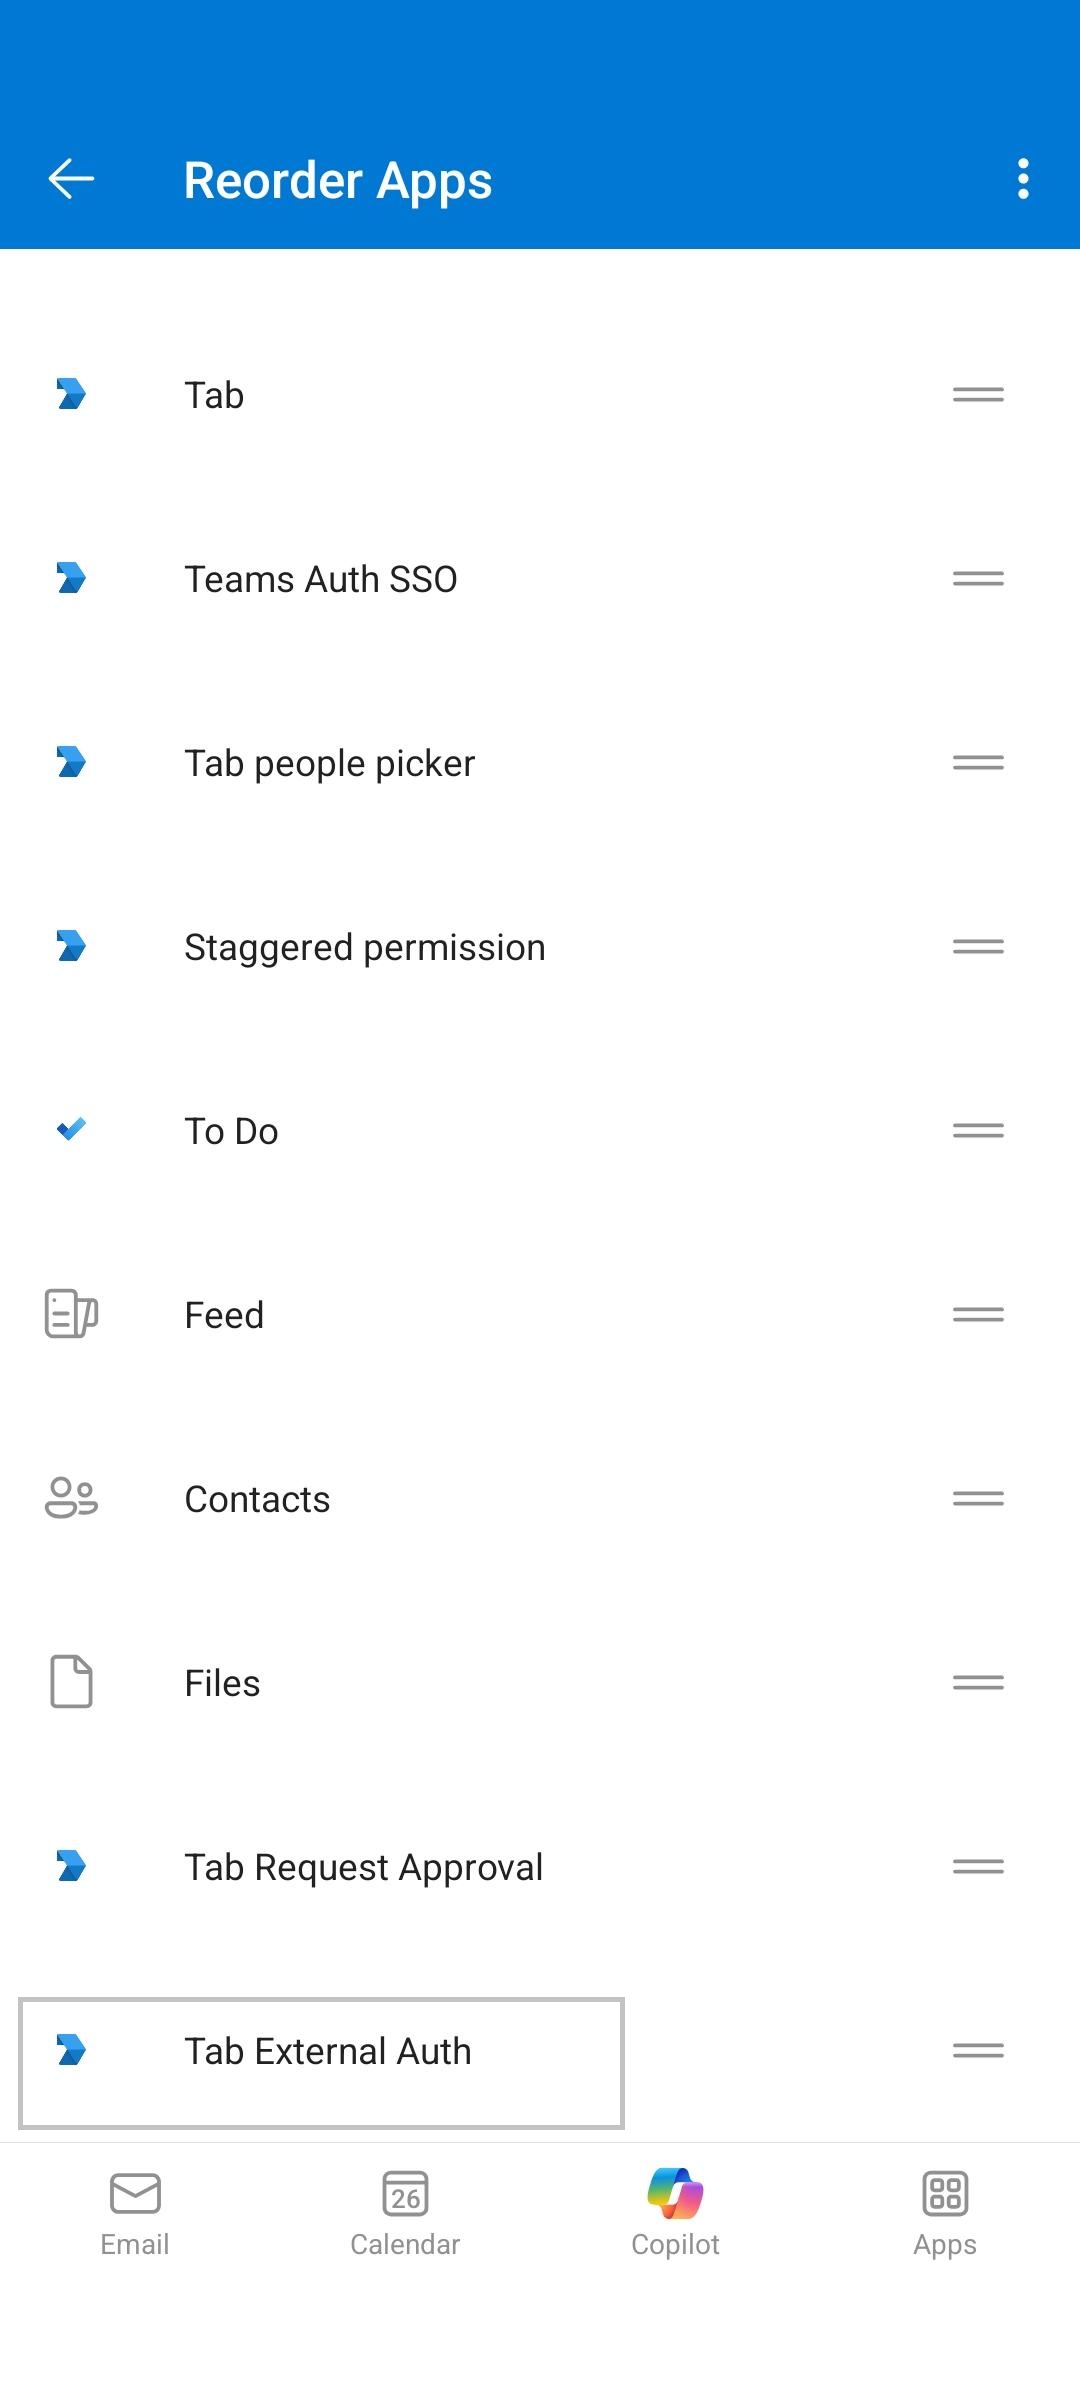 Reorder Apps
Tab
Teams Auth SSO
Tab people picker
Staggered permission
To Do
Feed
Contacts
Files
Tab Request Approval
Tab External Auth
26
Email
Calendar
Copilot
Apps